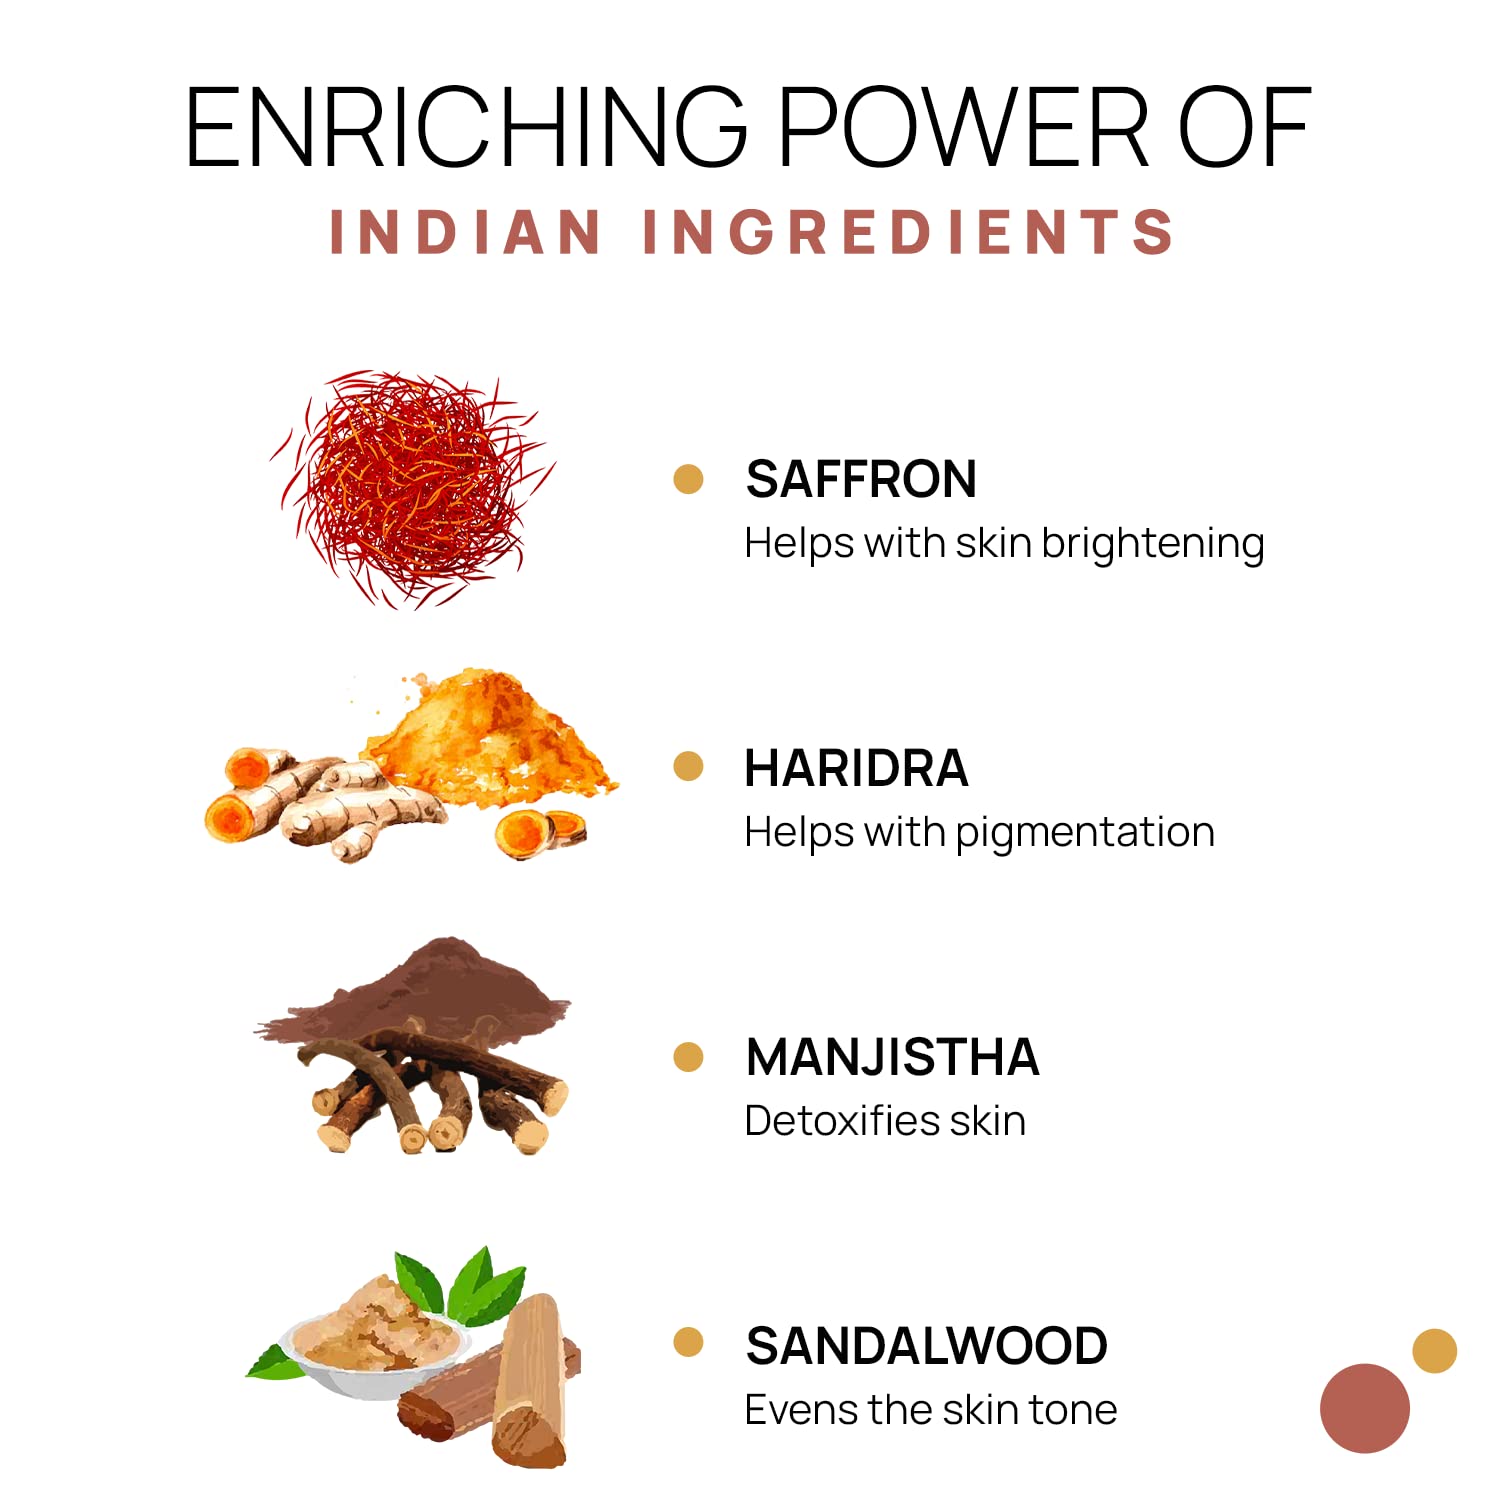 ENRICHING POWER OF
INDIAN INGREDIENTS
SAFFRON
Helps with skin brightening
HARIDRA
Helps with pigmentation
MANJISTHA
Detoxifies skin
SANDALWOOD
Evens the skin tone